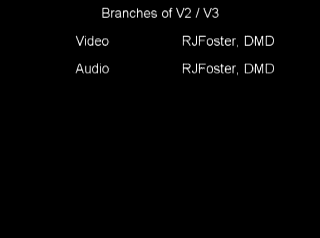 Branches of V2 / V3
Video RJFoster, DMD
Audio RJFoster, DMD